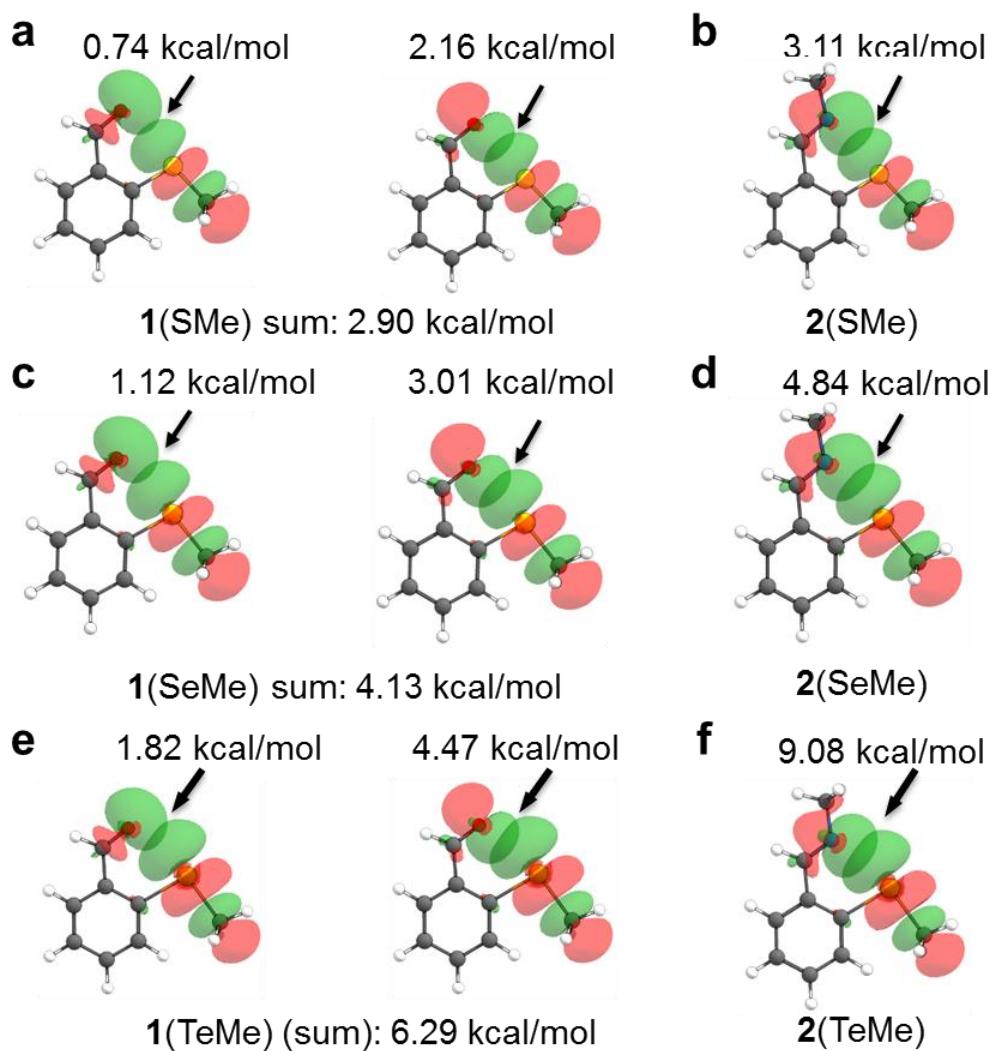 a
0.74 kcal/mol
2.16 kcal/mol
b
3.11 kcal/mol
1(SMe) sum: 2.90 kcal/mol
2(SMe)
c
1.12 kcal/mol
3.01 kcal/mol
d
4.84 kcal/mol
1(SeMe) sum: 4.13 kcal/mol
2(SeMe)
e
1.82 kcal/mol
4.47 kcal/mol
f
9.08 kcal/mol
1(TeMe) (sum): 6.29 kcal/mol
2(TeMe)